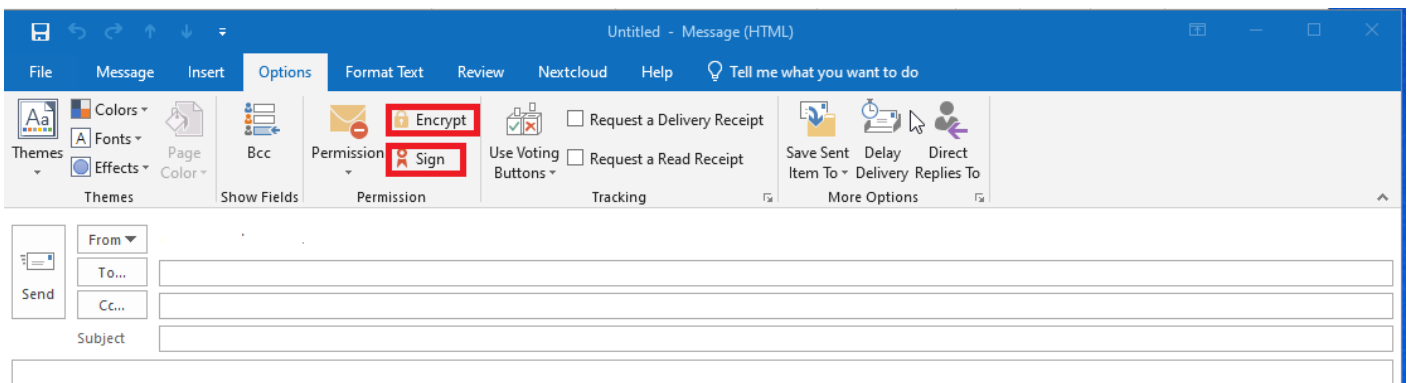 Untitled - Message (HTML)
File Message Insert Options Format Text Review Nextcloud Help Tell me what you want to do
Aa Themes
Colors
A Fonts
Effects
Page Color
Themes
Bcc
Show Fields
Permission
Encrypt
Sign
Permission
Use Voting Buttons
Request a Delivery Receipt
Request a Read Receipt
Tracking
Save Sent Item To
Delay Delivery
Direct Replies To
More Options
Send
From
To...
Cc...
Subject